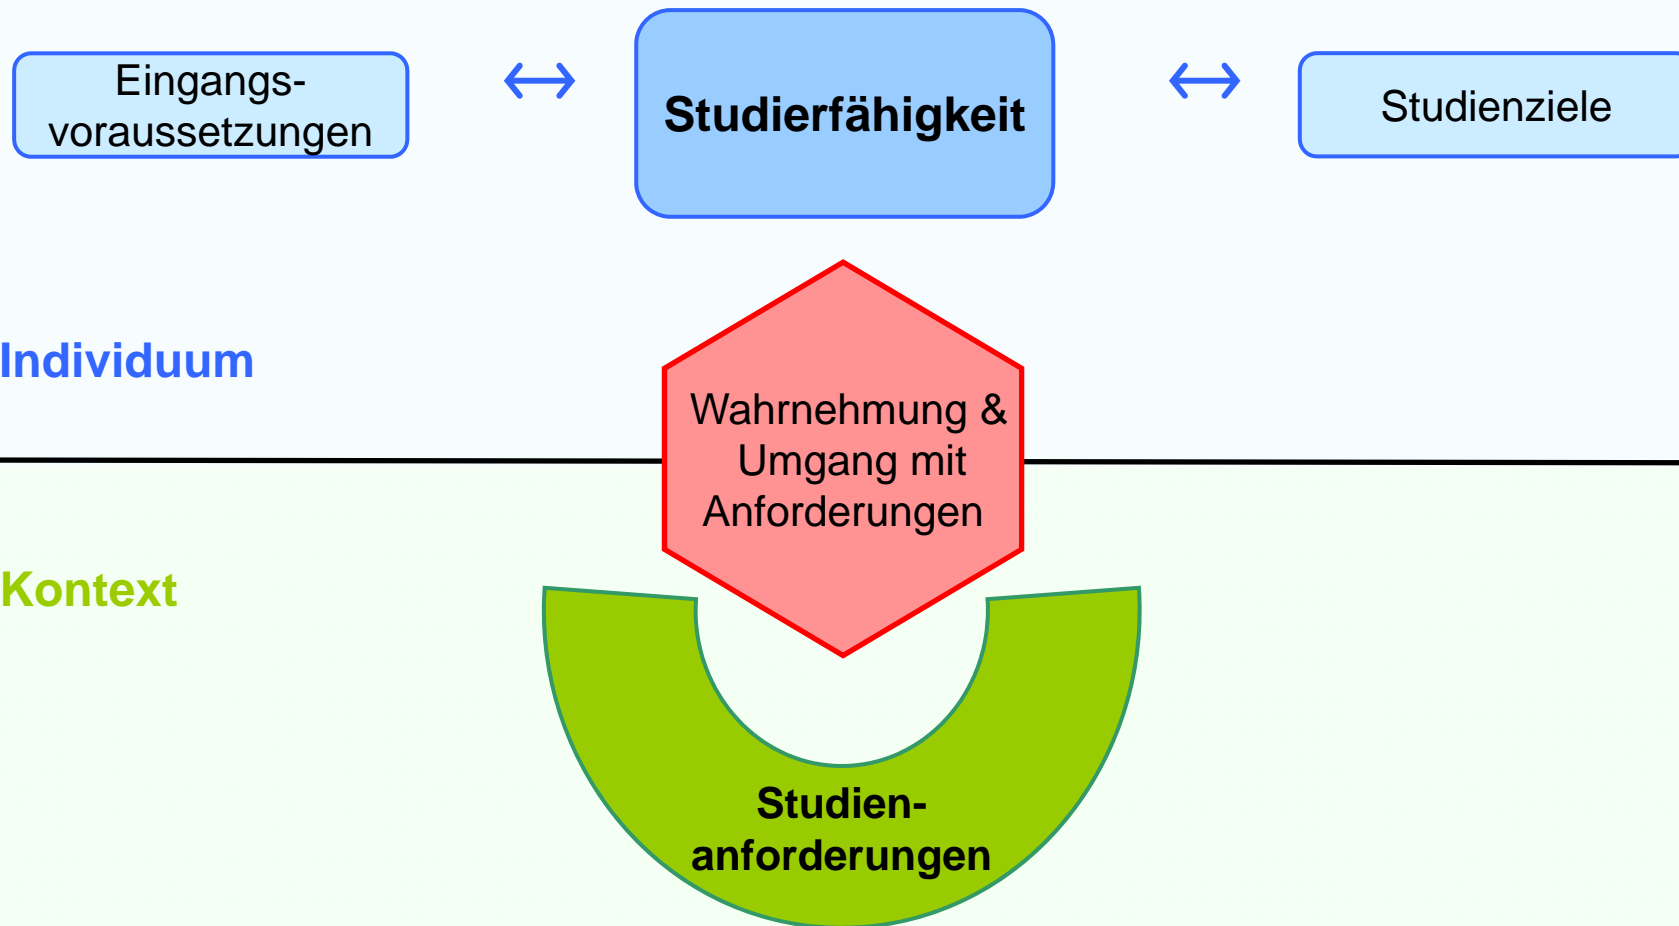 Eingangs-
voraussetzungen
Studierfähigkeit
Studienziele
Individuum
Wahrnehmung &
Umgang mit
Anforderungen
Kontext
Studien-
anforderungen